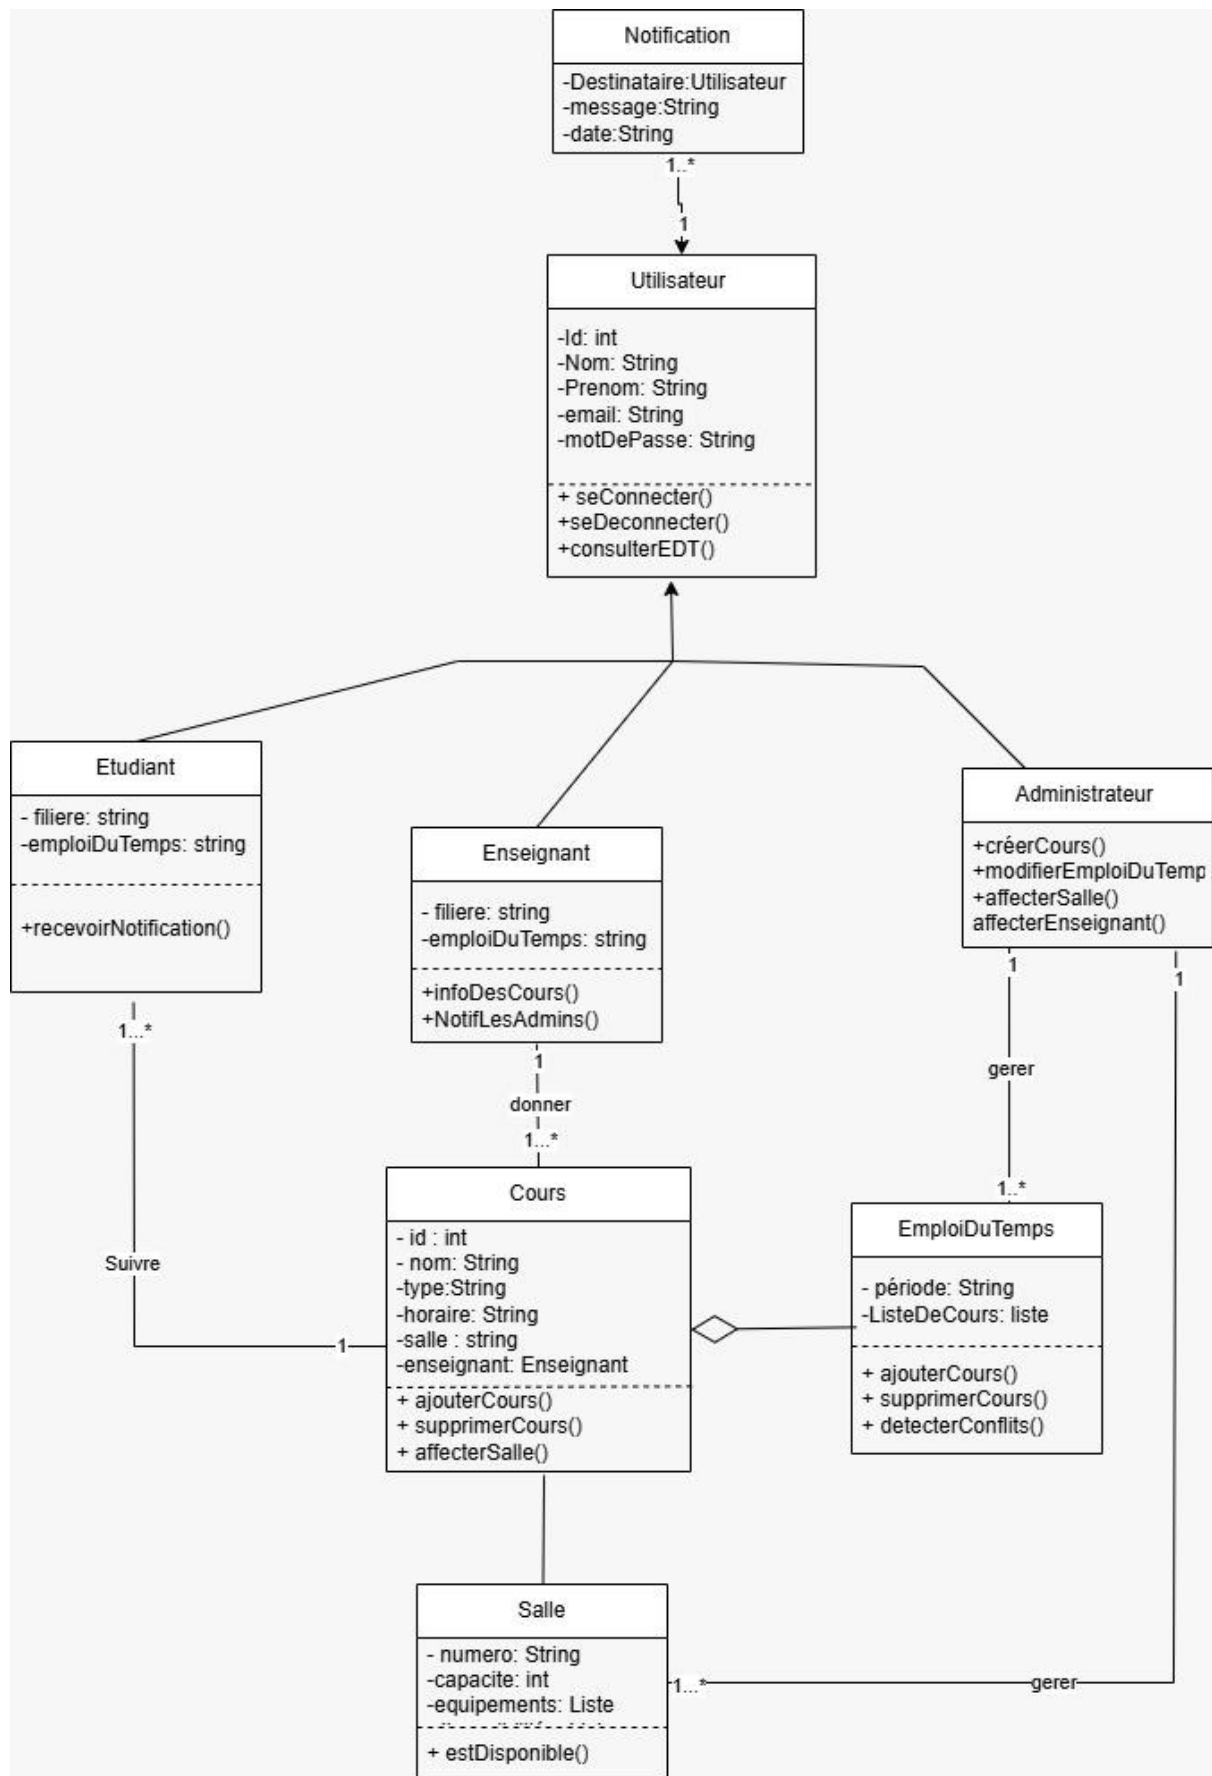 Notification
-Destinataire:Utilisateur
-message:String
-date:String
1..*
1
Utilisateur
-Id: int
-Nom: String
-Prenom: String
-email: String
-motDePasse: String
+ seConnecter()
+seDeconnecter()
+consulterEDT()
Etudiant
- filiere: string
-emploiDuTemps: string
+recevoirNotification()
Enseignant
- filiere: string
-emploiDuTemps: string
+infoDesCours()
+NotifLesAdmins()
Administrateur
+créerCours()
+modifierEmploiDuTemp
+affecterSalle()
affecterEnseignant()
1...*
Suivre
1
1
donner
1...*
1
gerer
1..*
1
Cours
- id : int
- nom: String
-type:String
-horaire: String
-salle : string
-enseignant: Enseignant
+ ajouterCours()
+ supprimerCours()
+ affecterSalle()
EmploiDuTemps
- période: String
-ListeDeCours: liste
+ ajouterCours()
+ supprimerCours()
+ detecterConflits()
Salle
- numero: String
-capacite: int
-equipements: Liste
+ estDisponible()
1...*
gerer